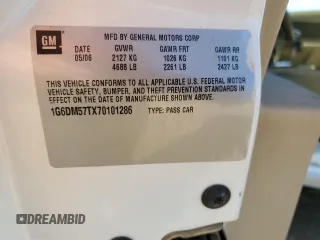 GM
MFD BY GENERAL MOTORS CORP
DATE GVWR GAWR FRT GAWR RR
05/06 2127 KG 1026 KG 1101 KG
4688 LB 2261 LB 2427 LB
THIS VEHICLE CONFORMS TO ALL APPLICABLE U.S. FEDERAL MOTOR
VEHICLE SAFETY, BUMPER, AND THEFT PREVENTION STANDARDS IN
EFFECT ON THE DATE OF MANUFACTURE SHOWN ABOVE.
1G6DM57TX70101286 TYPE: PASS CAR
DREAMBID